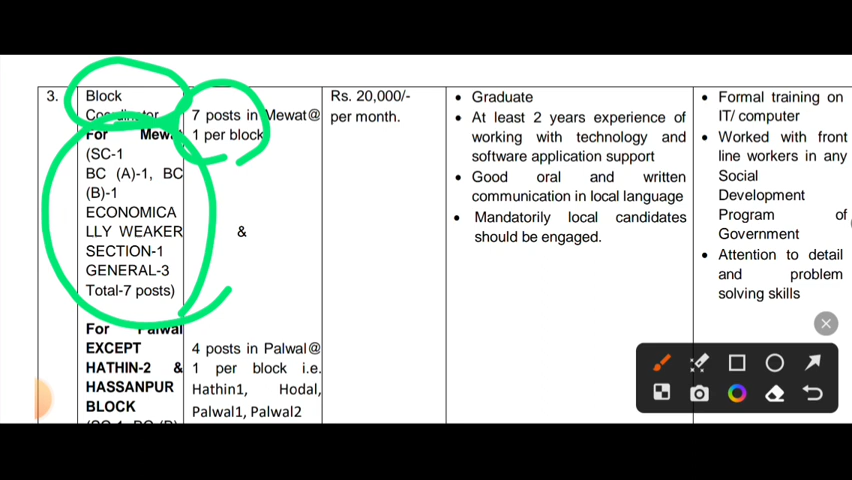 3.
Block
Coordinator
For Mewat
(SC-1
BC (A)-1, BC
(B)-1
ECONOMICA
LLY WEAKER
SECTION-1
GENERAL-3
Total-7 posts)
For Palwal
EXCEPT
HATHIN-2 &
HASSANPUR
BLOCK
7 posts in Mewat@
1 per block
&
4 posts in Palwal@
1 per block i.e.
Hathin1, Hodal,
Palwal1, Palwal2
Rs. 20,000/-
per month.
• Graduate
• At least 2 years experience of
working with technology and
software application support
• Good oral and written
communication in local language
• Mandatorily local candidates
should be engaged.
• Formal training on
IT/ computer
• Worked with front
line workers in any
Social
Development
Program of
Government
• Attention to detail
and problem
solving skills